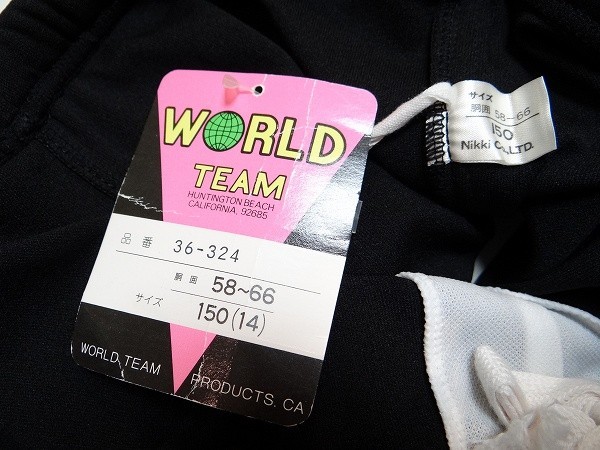 WORLD
TEAM
HUNTINGTON BEACH
CALIFORNIA. 92685
品番 36-324
胴囲 58~66
サイズ 150(14)
WORLD TEAM PRODUCTS. CA
サイズ
胴囲 58~66
150
Nikki Co.,LTD.